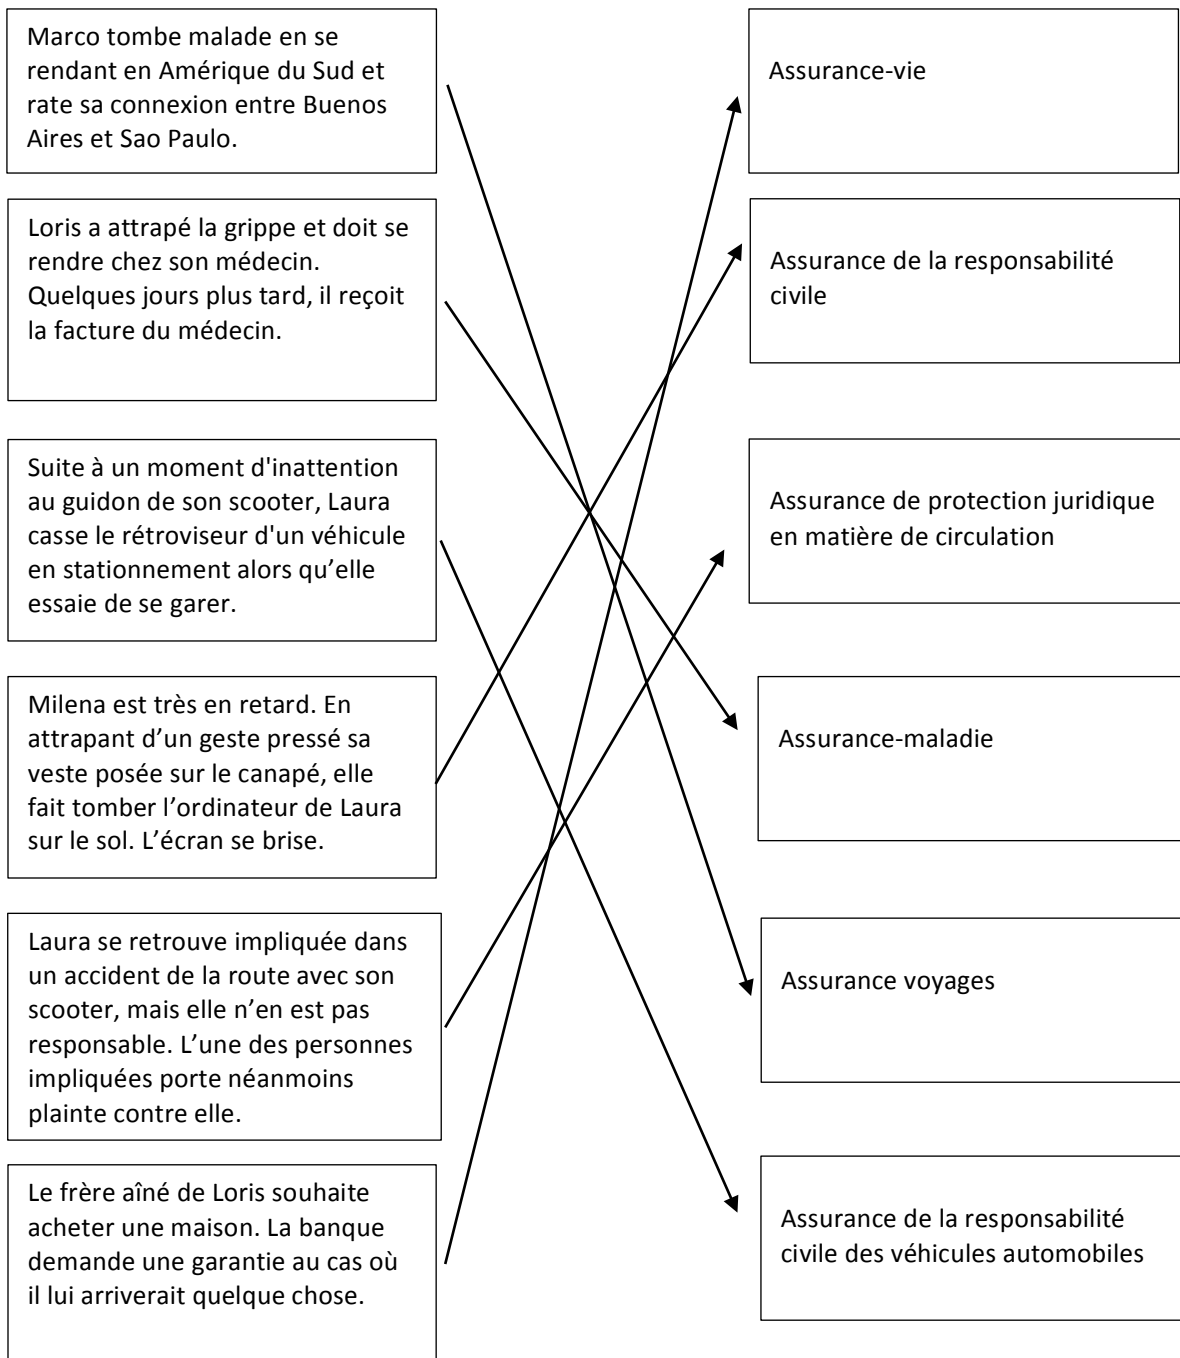 Marco tombe malade en se
rendant en Amérique du Sud et
rate sa connexion entre Buenos
Aires et Sao Paulo.
Assurance-vie
Loris a attrapé la grippe et doit se
rendre chez son médecin.
Quelques jours plus tard, il reçoit
la facture du médecin.
Assurance de la responsabilité
civile
Suite à un moment d'inattention
au guidon de son scooter, Laura
casse le rétroviseur d'un véhicule
en stationnement alors qu’elle
essaie de se garer.
Assurance de protection juridique
en matière de circulation
Milena est très en retard. En
attrapant d’un geste pressé sa
veste posée sur le canapé, elle
fait tomber l’ordinateur de Laura
sur le sol. L’écran se brise.
Assurance-maladie
Laura se retrouve impliquée dans
un accident de la route avec son
scooter, mais elle n’en est pas
responsable. L’une des personnes
impliquées porte néanmoins
plainte contre elle.
Assurance voyages
Le frère aîné de Loris souhaite
acheter une maison. La banque
demande une garantie au cas où
il lui arriverait quelque chose.
Assurance de la responsabilité
civile des véhicules automobiles